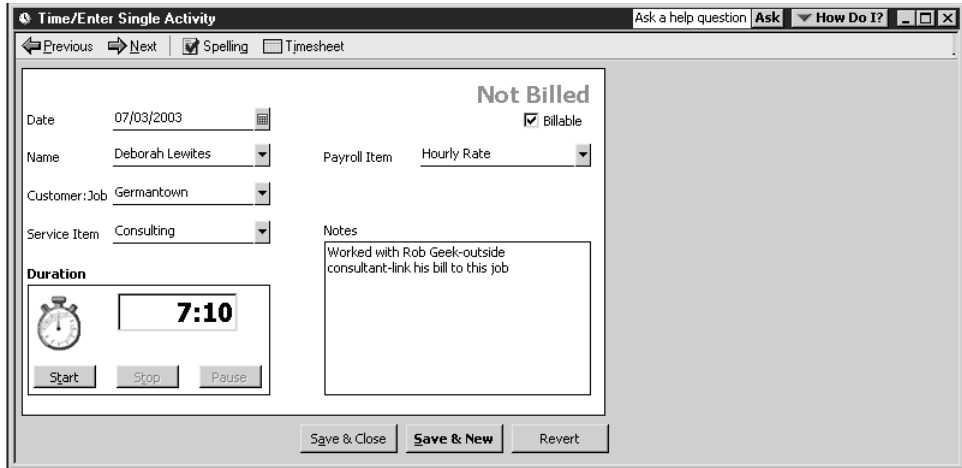 Time/Enter Single Activity Ask a help question Ask How Do I?
Previous Next Spelling Timesheet
Not Billed
Date 07/03/2003 Billable
Name Deborah Lewites Payroll Item Hourly Rate
Customer:Job Germantown
Service Item Consulting Notes
Worked with Rob Geek-outside
consultant-link his bill to this job
Duration
7:10
Start Stop Pause
Save & Close Save & New Revert